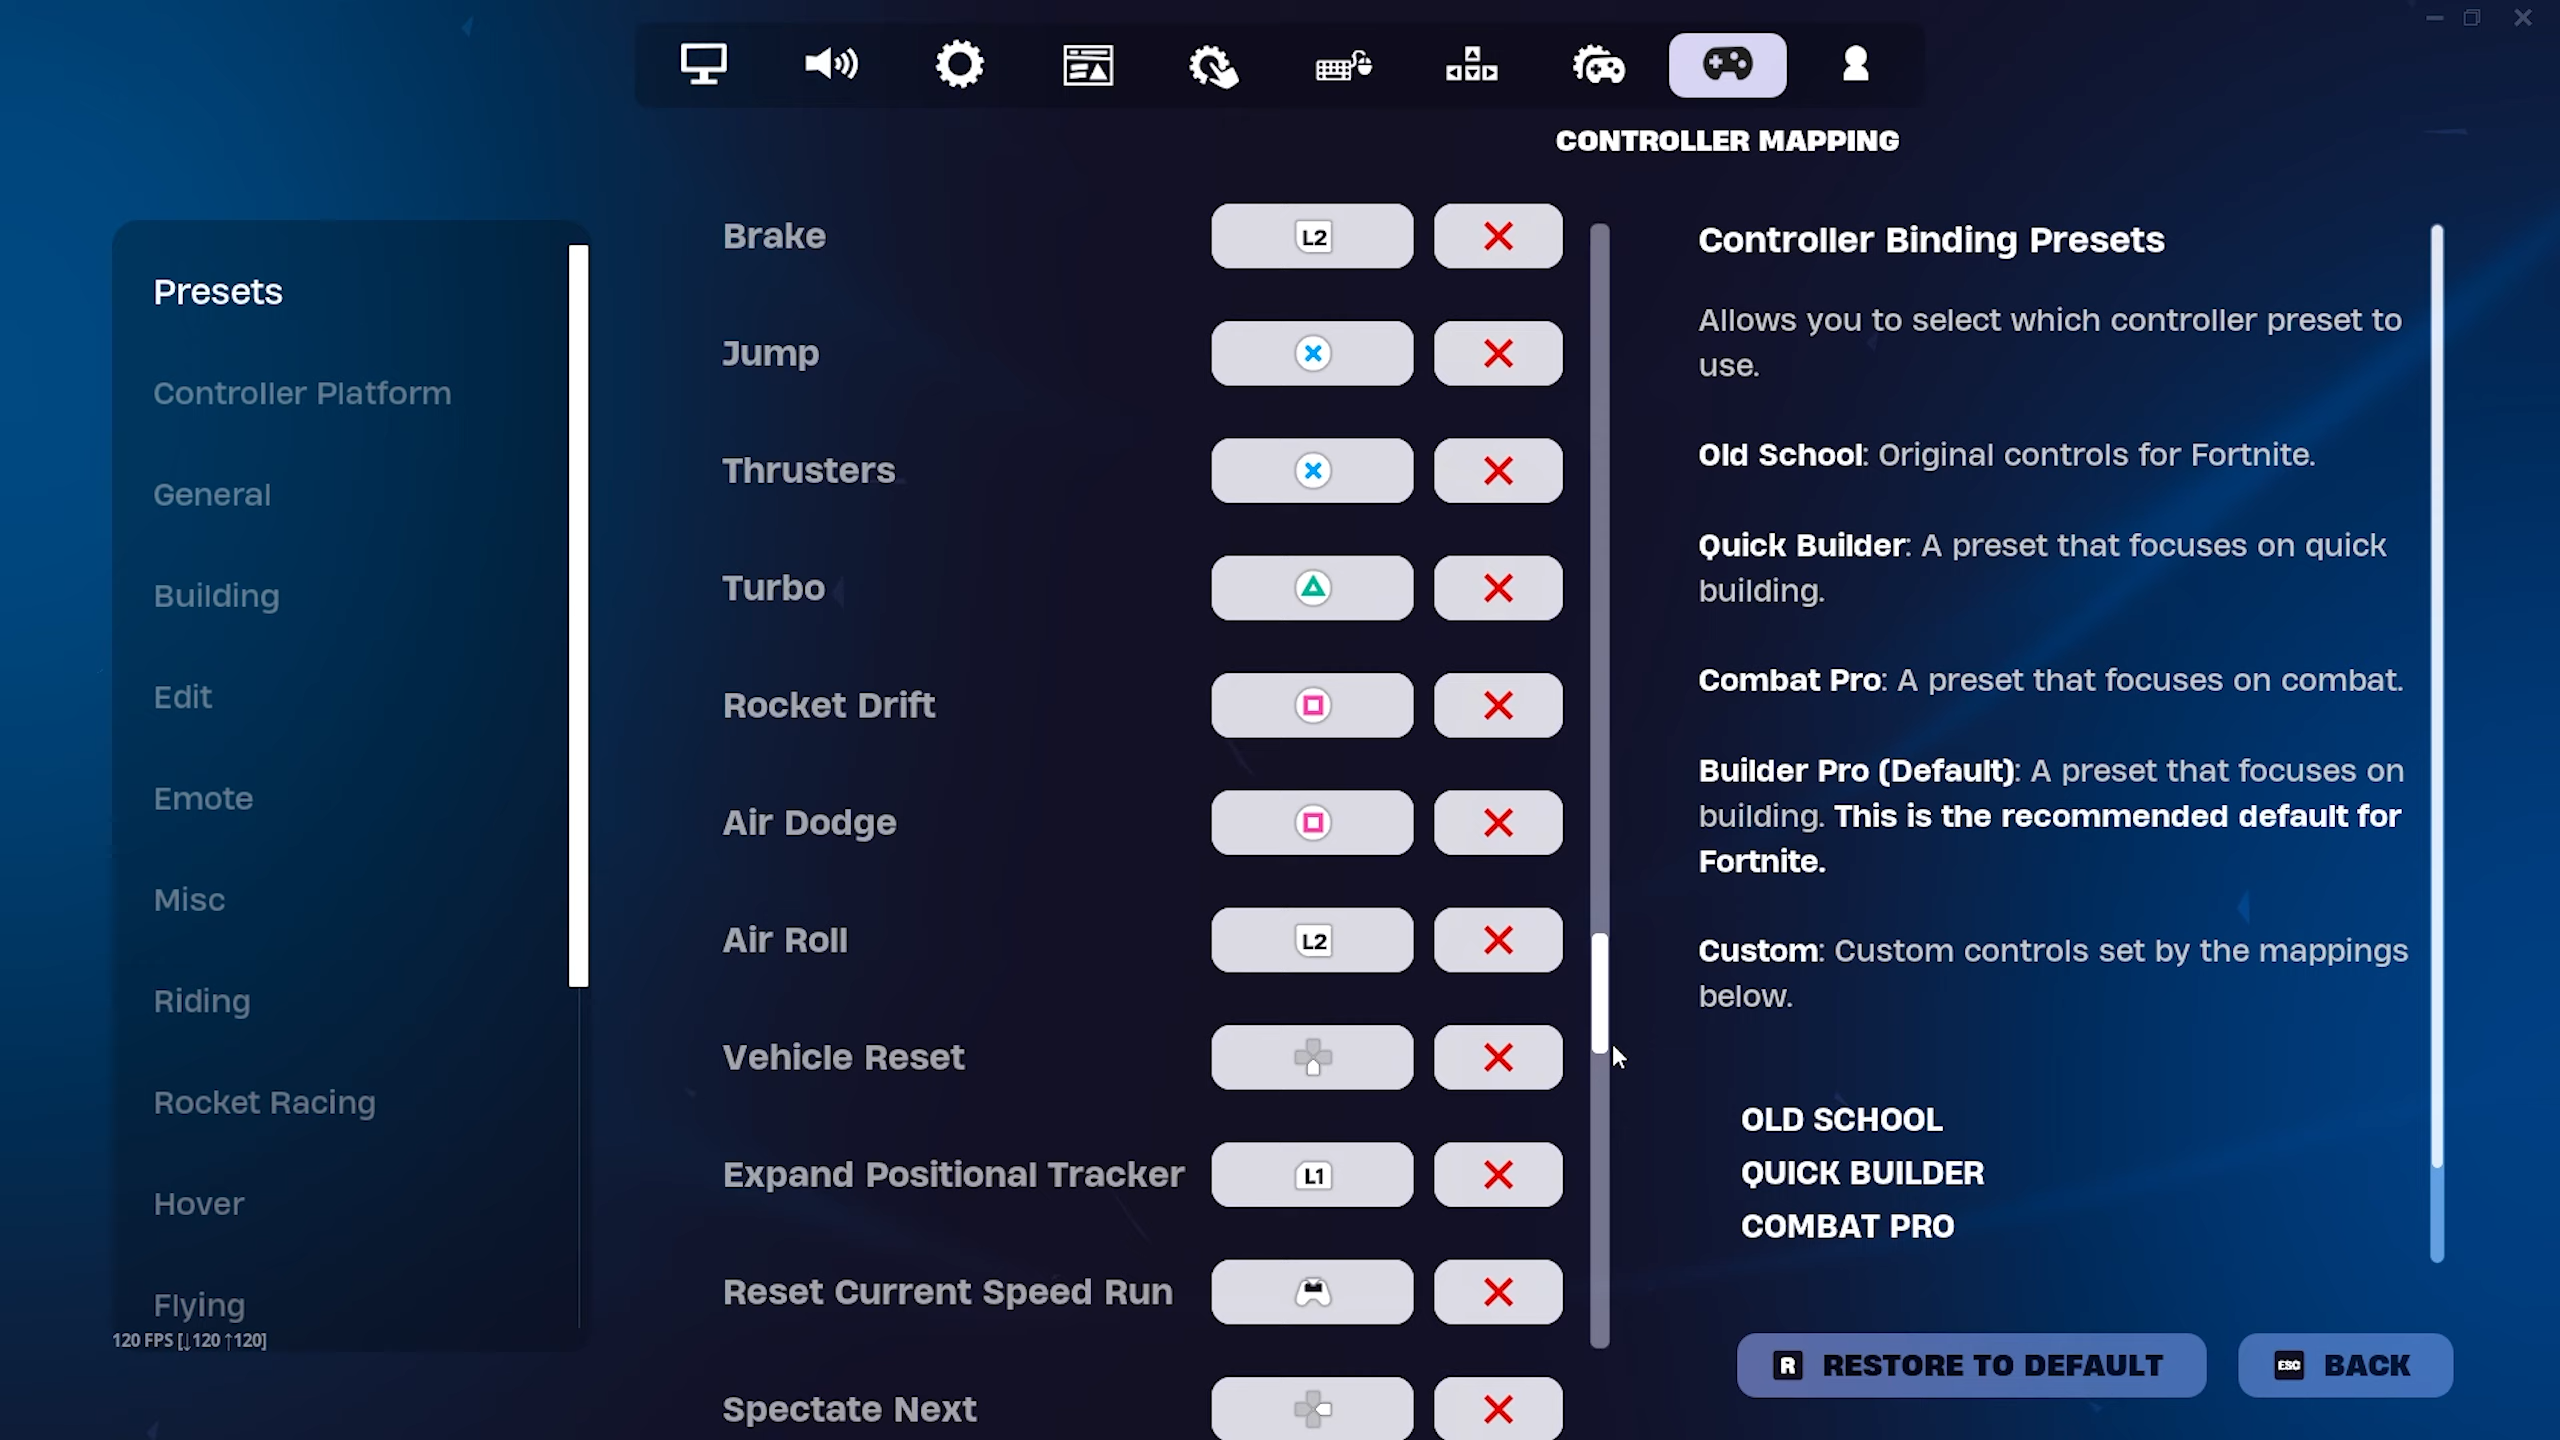 CONTROLLER MAPPING
Presets
Controller Platform
General
Building
Edit
Emote
Misc
Riding
Rocket Racing
Hover
Flying
120 FPS [↓120 ↑120]
Brake
L2
Jump
Thrusters
Turbo
Rocket Drift
Air Dodge
Air Roll
L2
Vehicle Reset
Expand Positional Tracker
L1
Reset Current Speed Run
Spectate Next
Controller Binding Presets
Allows you to select which controller preset to
use.
Old School: Original controls for Fortnite.
Quick Builder: A preset that focuses on quick
building.
Combat Pro: A preset that focuses on combat.
Builder Pro (Default): A preset that focuses on
building. This is the recommended default for
Fortnite.
Custom: Custom controls set by the mappings
below.
OLD SCHOOL
QUICK BUILDER
COMBAT PRO
R RESTORE TO DEFAULT
ESC BACK